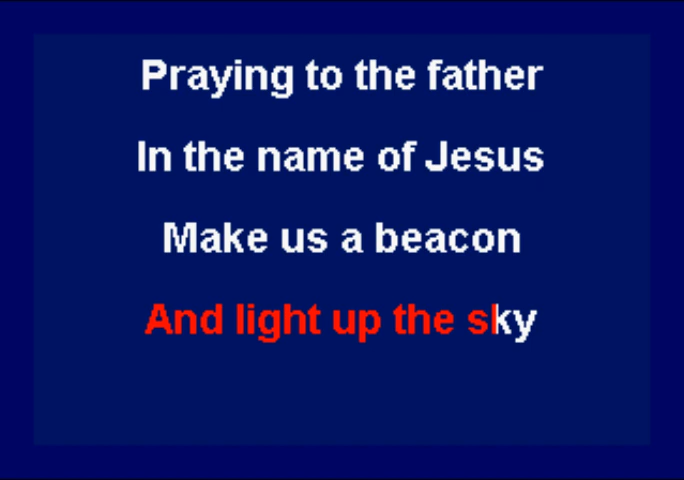 Praying to the father
In the name of Jesus
Make us a beacon
And light up the sky